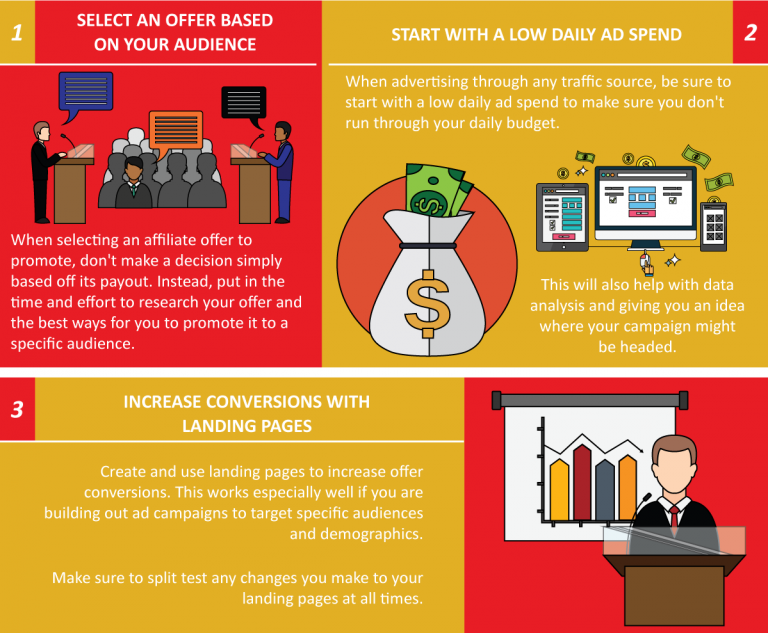 1
SELECT AN OFFER BASED
ON YOUR AUDIENCE
When selecting an affiliate offer to
promote, don't make a decision simply
based off its payout. Instead, put in the
time and effort to research your offer and
the best ways for you to promote it to a
specific audience.
START WITH A LOW DAILY AD SPEND
2
When advertising through any traffic source, be sure to
start with a low daily ad spend to make sure you don't
run through your daily budget.
$
$
This will also help with data
analysis and giving you an idea
where your campaign might
be headed.
3
INCREASE CONVERSIONS WITH
LANDING PAGES
Create and use landing pages to increase offer
conversions. This works especially well if you are
building out ad campaigns to target specific audiences
and demographics.
Make sure to split test any changes you make to your
landing pages at all times.